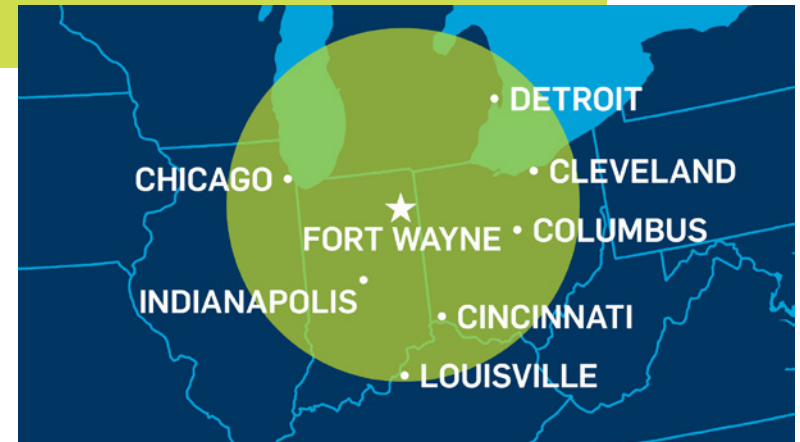 DETROIT
CHICAGO
CLEVELAND
FORT WAYNE
COLUMBUS
INDIANAPOLIS
CINCINNATI
LOUISVILLE